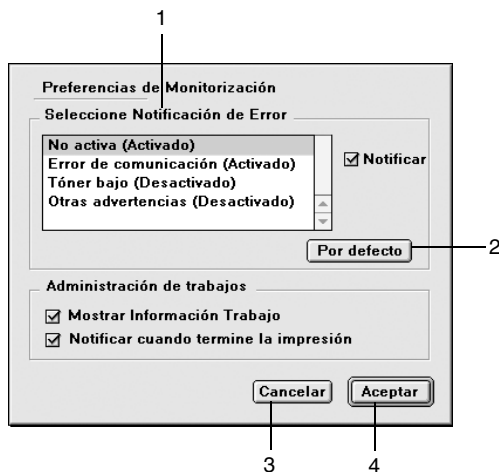 1
Preferencias de Monitorización
Seleccione Notificación de Error
No activa (Activado)
Error de comunicación (Activado)
Tóner bajo (Desactivado)
Otras advertencias (Desactivado)
Notificar
Por defecto
2
Administración de trabajos
Mostrar Información Trabajo
Notificar cuando termine la impresión
Cancelar
Aceptar
3
4